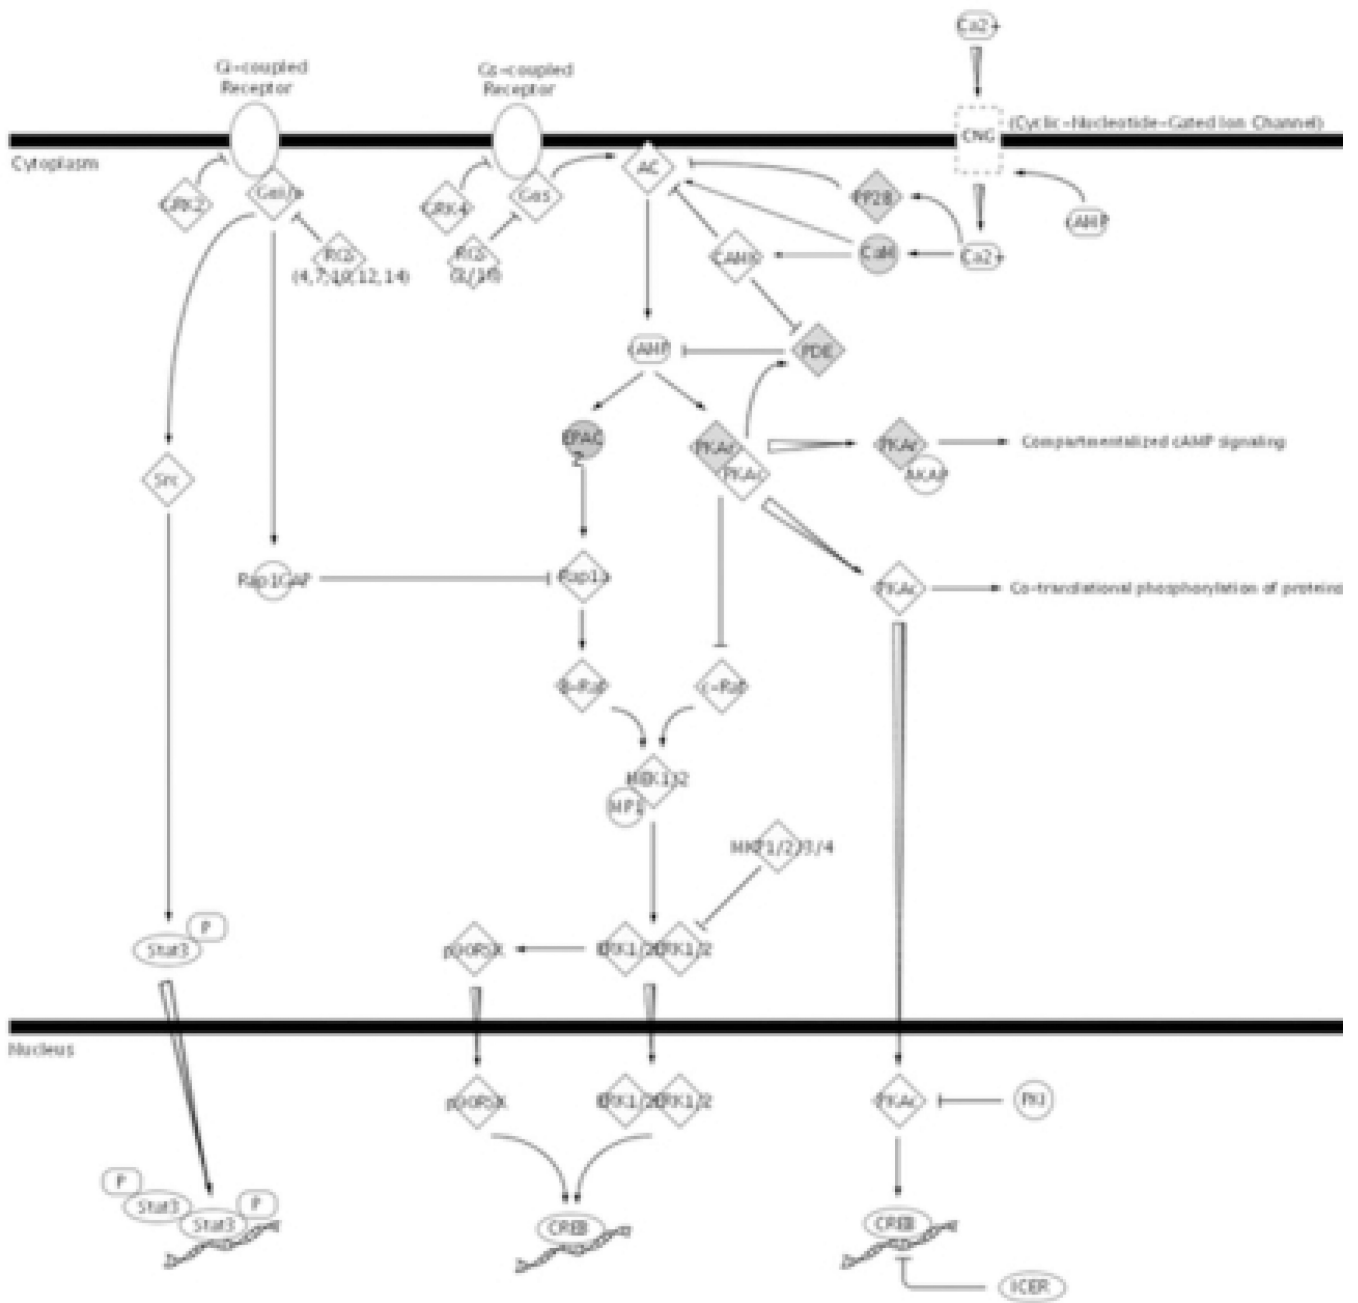 Ca2+
Gi-coupled
Receptor
Gs-coupled
Receptor
CNG
(Cyclic-Nucleotide-Gated Ion Channel)
Cytoplasm
AC
GRK2
Gαi/o
GRK4
Gαs
PP2B
cAMP
RGS
(4,7,10,12,14)
RGS
CAMK
CaM
Ca2+
cAMP
PDE
EPAC
PKAr
PKAc
PKAr
AKAP
Compartmentalized cAMP signaling
Src
Rap1GAP
Rap1
PKAc
Co-translational phosphorylation of proteins
B-Raf
c-Raf
MEK1/2
MP1
MKP1/2/3/4
P
Stat3
p90RSK
ERK1/2
ERK1/2
Nucleus
p90RSK
ERK1/2
ERK1/2
PKAc
PKI
P
Stat3
P
Stat3
CREB
CREB
ICER